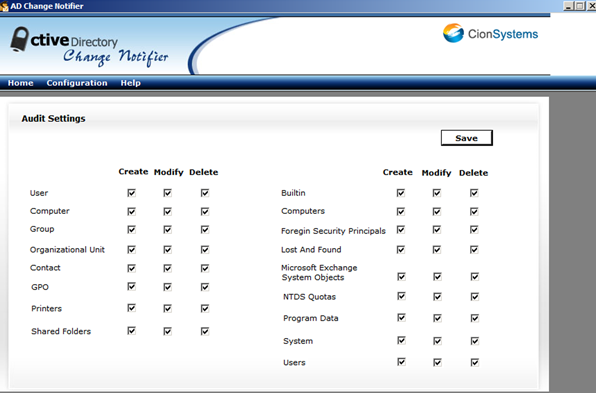 AD Change Notifier
Active Directory
Change Notifier
CionSystems
Home Configuration Help
Audit Settings
Save
Create Modify Delete
User
Computer
Group
Organizational Unit
Contact
GPO
Printers
Shared Folders
Create Modify Delete
Builtin
Computers
Foregin Security Principals
Lost And Found
Microsoft Exchange
System Objects
NTDS Quotas
Program Data
System
Users